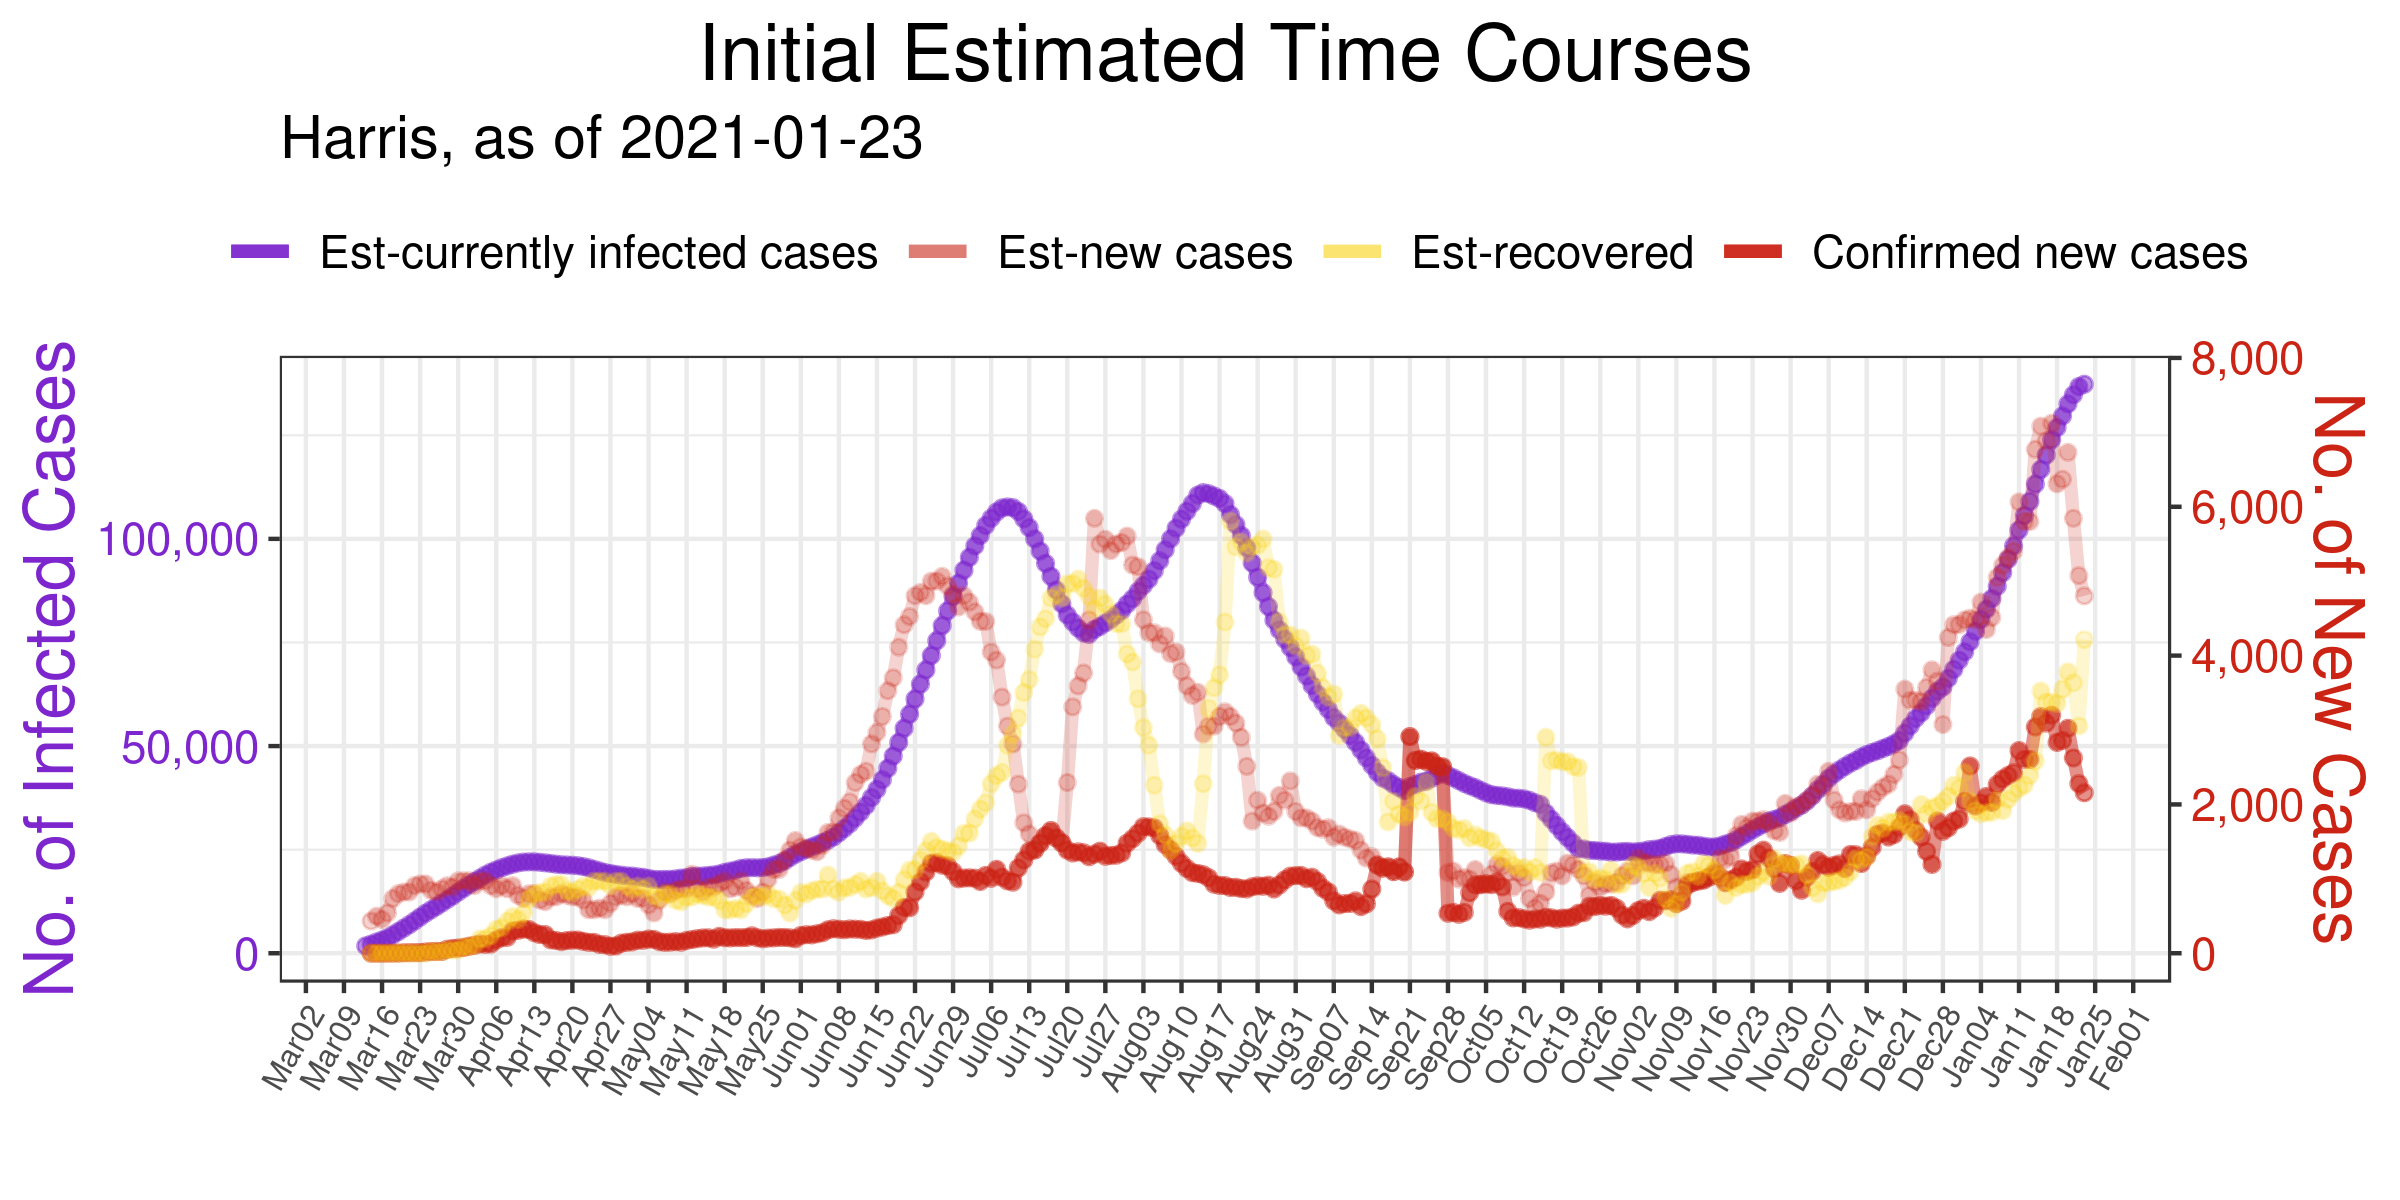 Initial Estimated Time Courses
Harris, as of 2021-01-23
Est-currently infected cases Est-new cases Est-recovered Confirmed new cases
No. of Infected Cases
100,000
50,000
0
8,000
6,000
4,000
2,000
0
No. of New Cases
Mar02 Mar09 Mar16 Mar23 Mar30 Apr06 Apr13 Apr20 Apr27 May04 May11 May18 May25 Jun01 Jun08 Jun15 Jun22 Jun29 Jul06 Jul13 Jul20 Jul27 Aug03 Aug10 Aug17 Aug24 Aug31 Sep07 Sep14 Sep21 Sep28 Oct05 Oct12 Oct19 Oct26 Nov02 Nov09 Nov16 Nov23 Nov30 Dec07 Dec14 Dec21 Dec28 Jan04 Jan11 Jan18 Jan25 Feb01